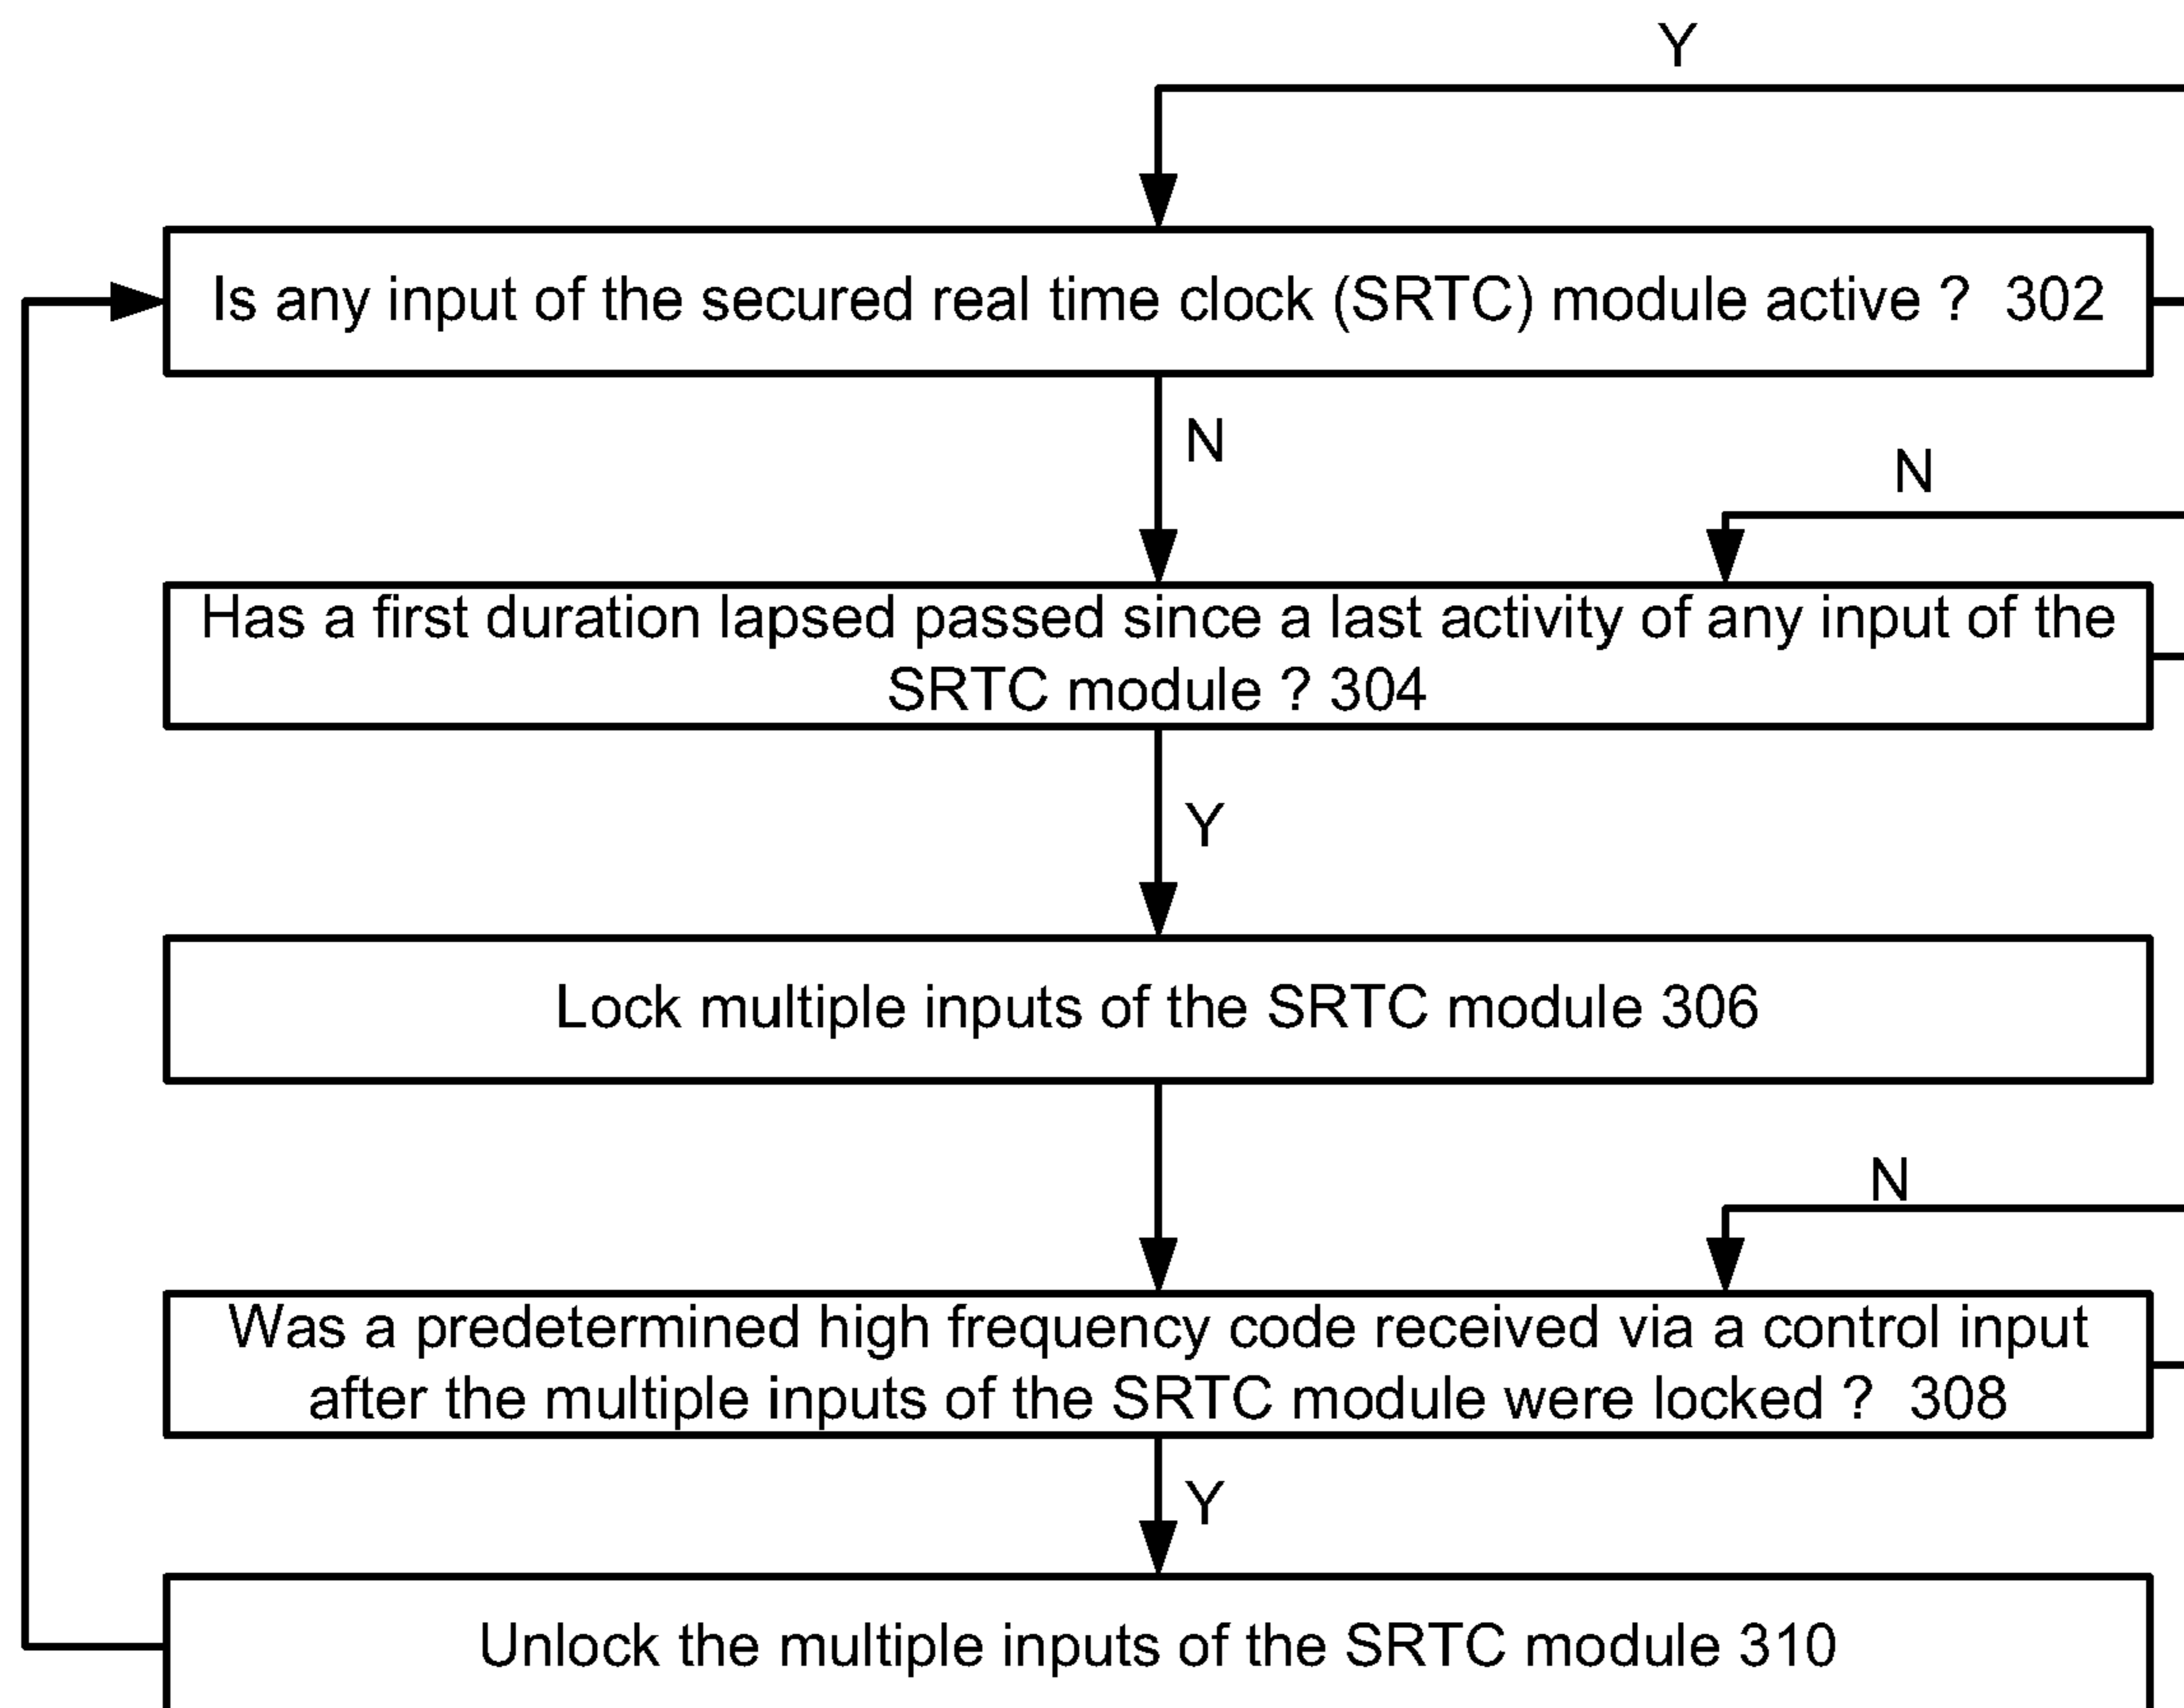 Y
Is any input of the secured real time clock (SRTC) module active ? 302
N
N
Has a first duration lapsed passed since a last activity of any input of the
SRTC module ? 304
Y
Lock multiple inputs of the SRTC module 306
N
Was a predetermined high frequency code received via a control input
after the multiple inputs of the SRTC module were locked ? 308
Y
Unlock the multiple inputs of the SRTC module 310